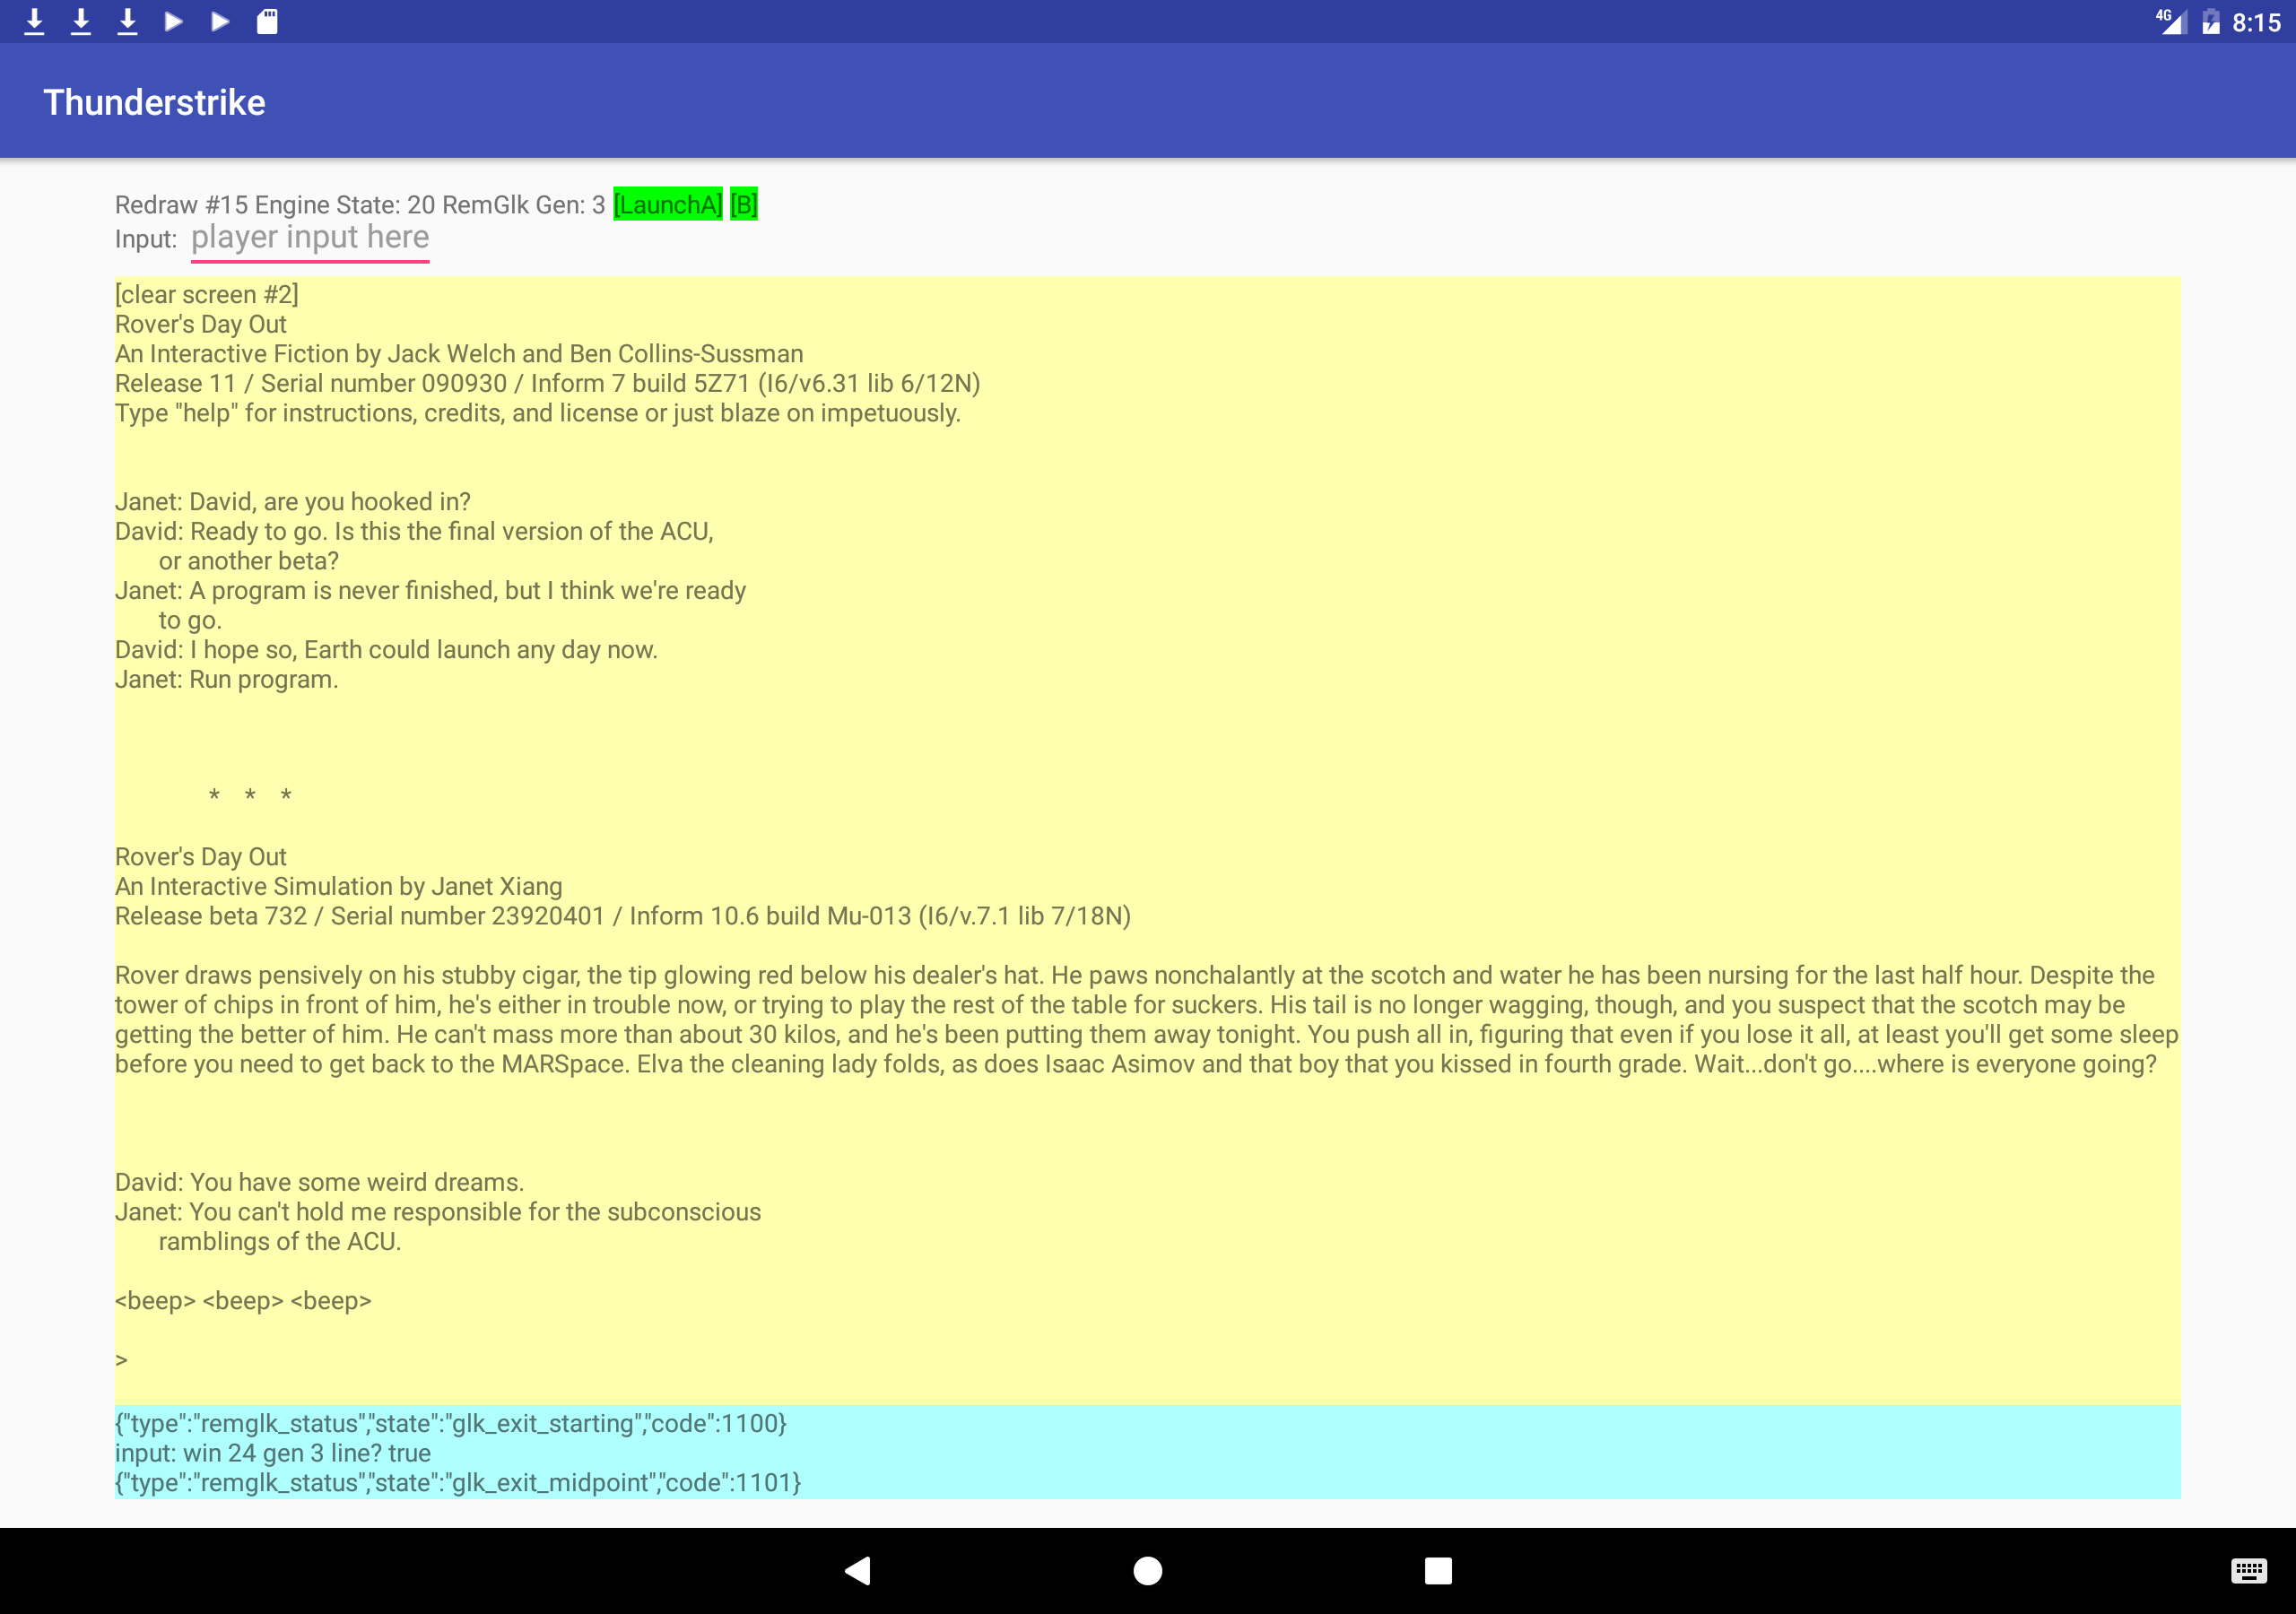 4G 8:15
Thunderstrike
Redraw #15 Engine State: 20 RemGlk Gen: 3 [LaunchA] [B]
Input: player input here
[clear screen #2]
Rover's Day Out
An Interactive Fiction by Jack Welch and Ben Collins-Sussman
Release 11 / Serial number 090930 / Inform 7 build 5Z71 (I6/v6.31 lib 6/12N)
Type "help" for instructions, credits, and license or just blaze on impetuously.
Janet: David, are you hooked in?
David: Ready to go. Is this the final version of the ACU,
or another beta?
Janet: A program is never finished, but I think we're ready
to go.
David: I hope so, Earth could launch any day now.
Janet: Run program.
* * *
Rover's Day Out
An Interactive Simulation by Janet Xiang
Release beta 732 / Serial number 23920401 / Inform 10.6 build Mu-013 (I6/v.7.1 lib 7/18N)
Rover draws pensively on his stubby cigar, the tip glowing red below his dealer's hat. He paws nonchalantly at the scotch and water he has been nursing for the last half hour. Despite the
tower of chips in front of him, he's either in trouble now, or trying to play the rest of the table for suckers. His tail is no longer wagging, though, and you suspect that the scotch may be
getting the better of him. He can't mass more than about 30 kilos, and he's been putting them away tonight. You push all in, figuring that even if you lose it all, at least you'll get some sleep
before you need to get back to the MARSpace. Elva the cleaning lady folds, as does Isaac Asimov and that boy that you kissed in fourth grade. Wait...don't go....where is everyone going?
David: You have some weird dreams.
Janet: You can't hold me responsible for the subconscious
ramblings of the ACU.
<beep> <beep> <beep>
>
{"type":"remglk_status","state":"glk_exit_starting","code":1100}
input: win 24 gen 3 line? true
{"type":"remglk_status","state":"glk_exit_midpoint","code":1101}